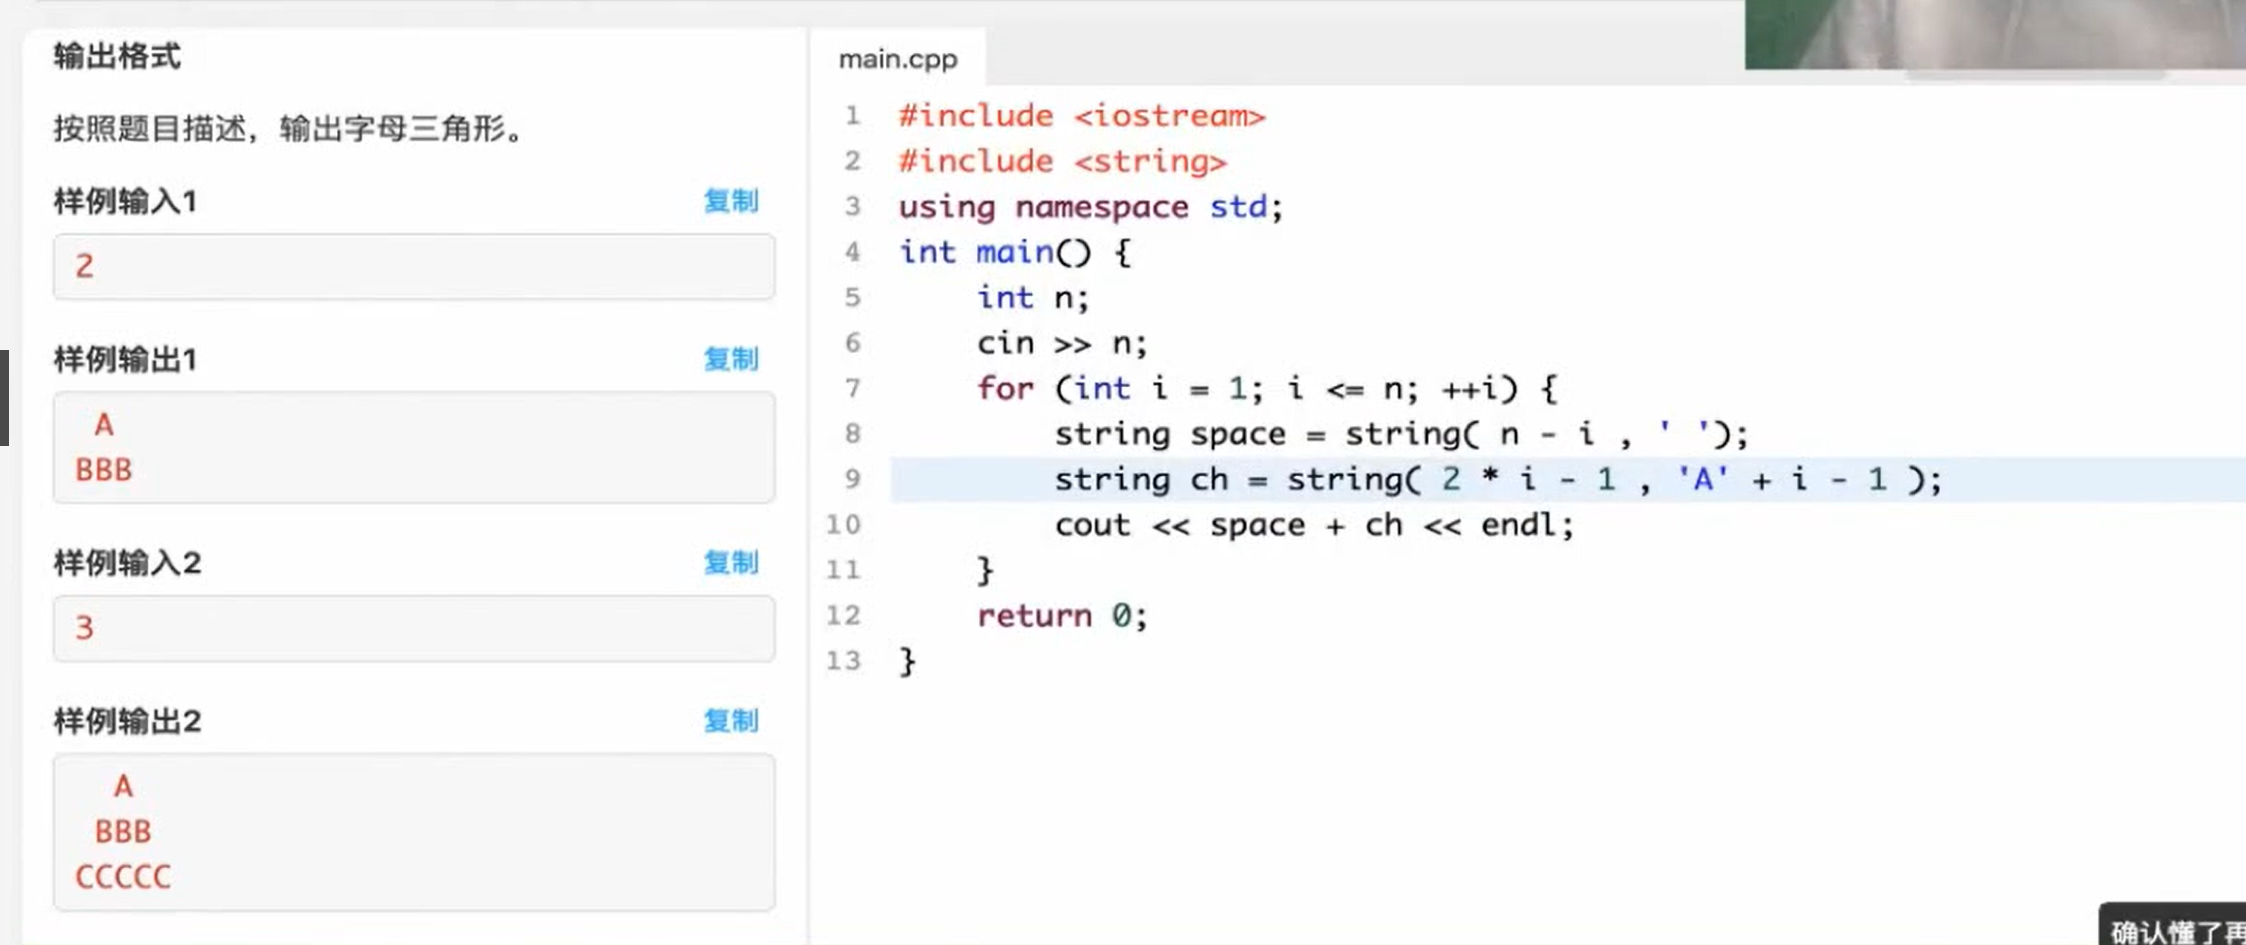 输出格式
按照题目描述，输出字母三角形。
样例输入1 复制
2
样例输出1 复制
 A
BBB
样例输入2 复制
3
样例输出2 复制
  A
 BBB
CCCCC
main.cpp
1 #include <iostream>
2 #include <string>
3 using namespace std;
4 int main() {
5     int n;
6     cin >> n;
7     for (int i = 1; i <= n; ++i) {
8         string space = string( n - i , ' ');
9         string ch = string( 2 * i - 1 , 'A' + i - 1 );
10         cout << space + ch << endl;
11     }
12     return 0;
13 }
确认懂了再